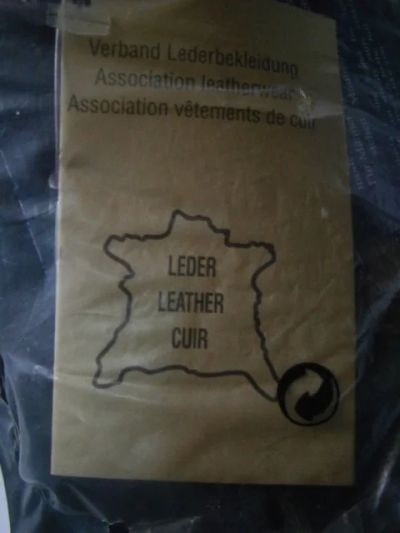 Verband Lederbekleidung
Association leatherwear
Association vêtements de cuir
LEDER
LEATHER
CUIR